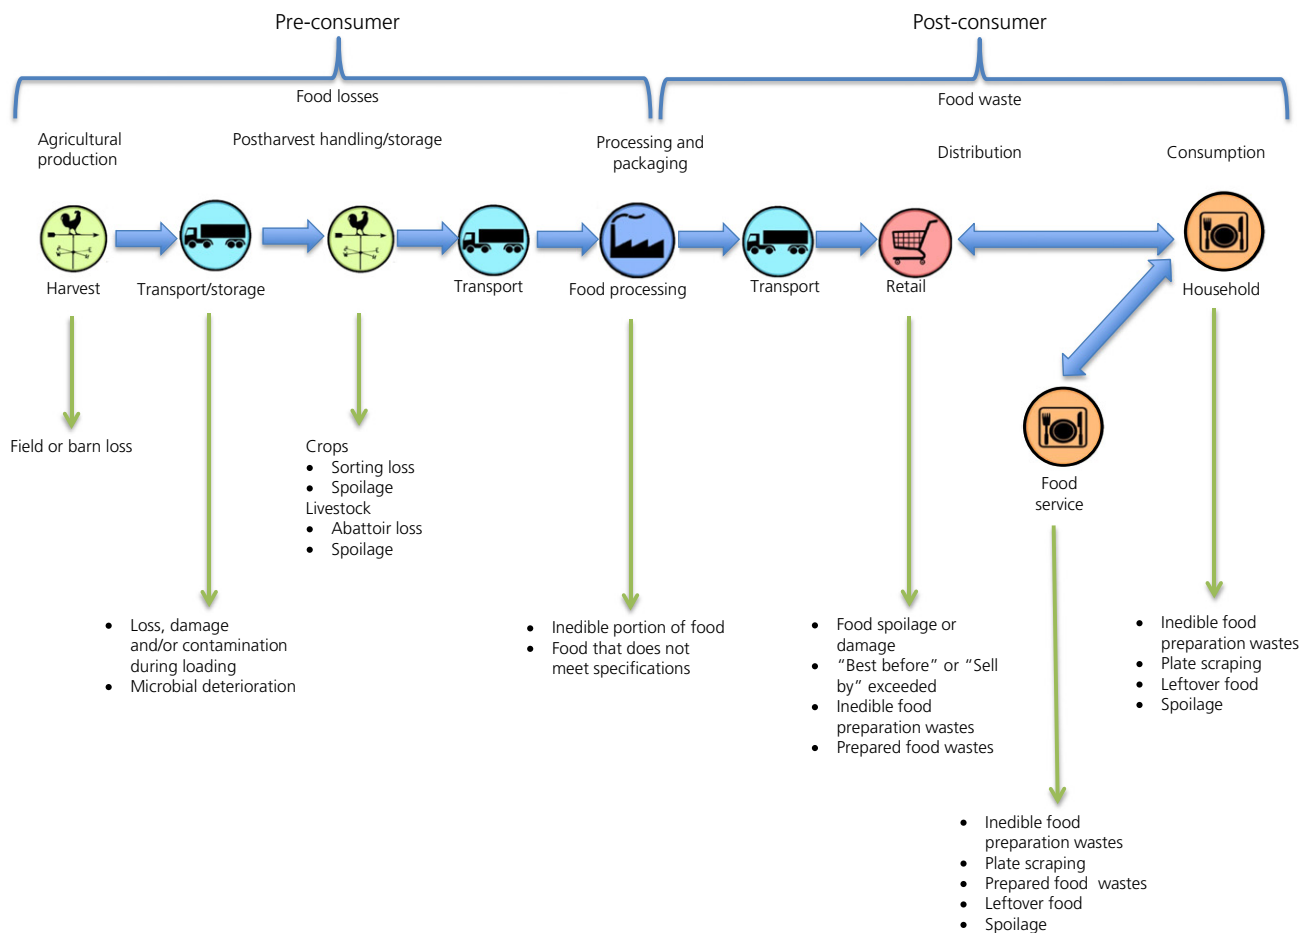 Pre-consumer
Post-consumer
Food losses
Food waste
Agricultural
production
Postharvest handling/storage
Processing and
packaging
Distribution
Consumption
Harvest
Transport/storage
Transport
Food processing
Transport
Retail
Household
Field or barn loss
Crops
• Sorting loss
• Spoilage
Livestock
• Abattoir loss
• Spoilage
Food
service
• Loss, damage
and/or contamination
during loading
• Microbial deterioration
• Inedible portion of food
• Food that does not
meet specifications
• Food spoilage or
damage
• “Best before” or “Sell
by” exceeded
• Inedible food
preparation wastes
• Prepared food wastes
• Inedible food
preparation wastes
• Plate scraping
• Leftover food
• Spoilage
• Inedible food
preparation wastes
• Plate scraping
• Prepared food  wastes
• Leftover food
• Spoilage